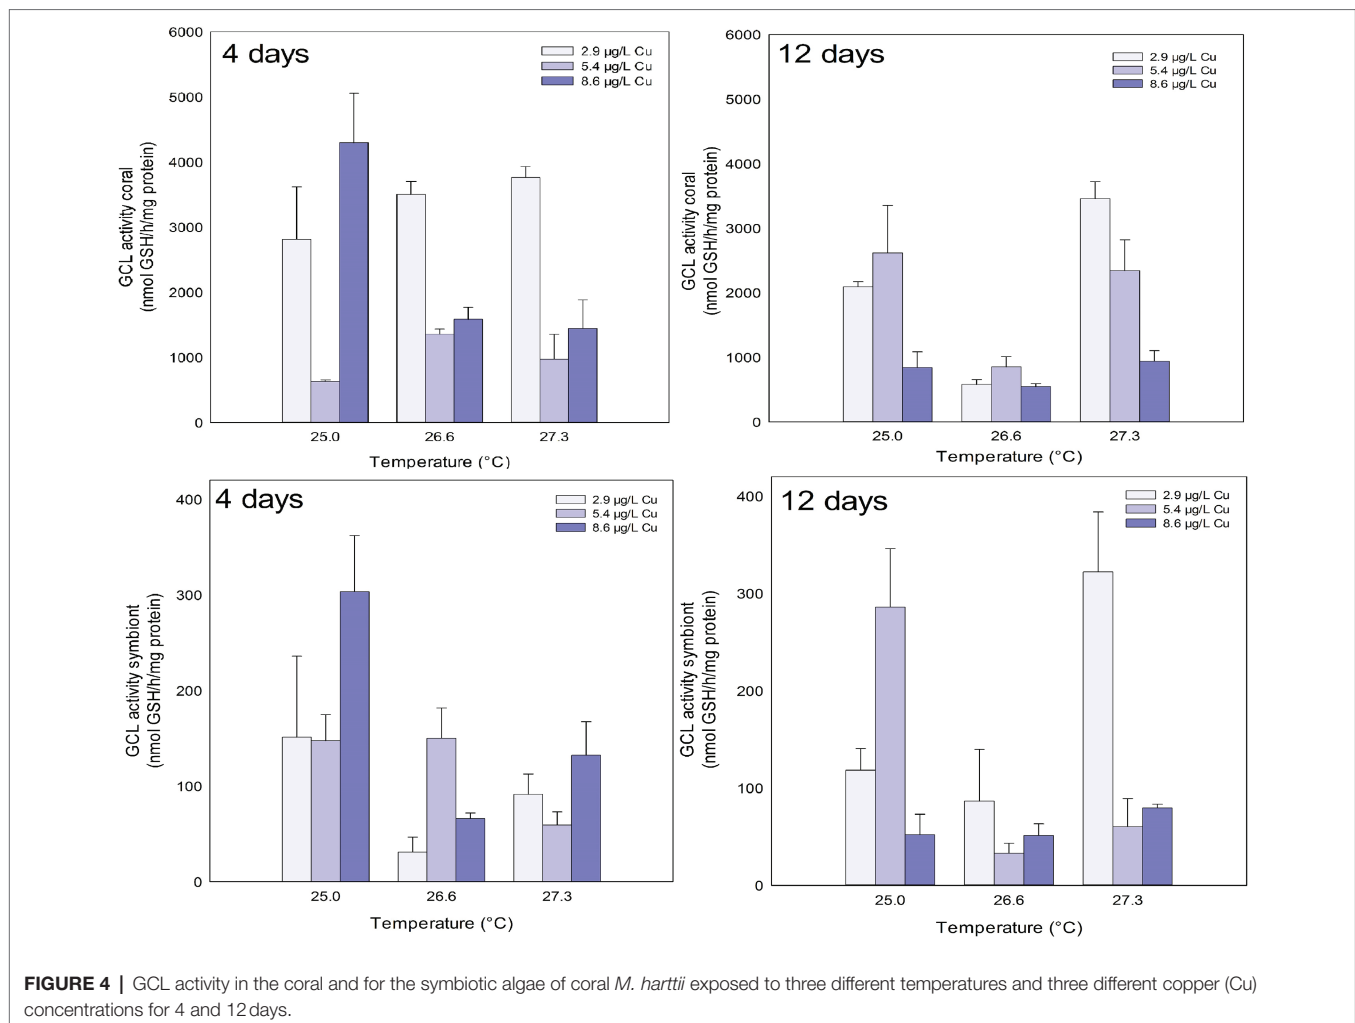 4 days
2.9 µg/L Cu
5.4 µg/L Cu
8.6 µg/L Cu
6000
5000
4000
3000
2000
1000
0
GCL activity coral
(nmol GSH/h/mg protein)
25.0 26.6 27.3
Temperature (°C)
12 days
2.9 µg/L Cu
5.4 µg/L Cu
8.6 µg/L Cu
6000
5000
4000
3000
2000
1000
0
GCL activity coral
(nmol GSH/h/mg protein)
25.0 26.6 27.3
Temperature (°C)
4 days
2.9 µg/L Cu
5.4 µg/L Cu
8.6 µg/L Cu
400
300
200
100
0
GCL activity symbiont
(nmol GSH/h/mg protein)
25.0 26.6 27.3
Temperature (°C)
12 days
2.9 µg/L Cu
5.4 µg/L Cu
8.6 µg/L Cu
400
300
200
100
0
GCL activity symbiont
(nmol GSH/h/mg protein)
25.0 26.6 27.3
Temperature (°C)
FIGURE 4 | GCL activity in the coral and for the symbiotic algae of coral M. harttii exposed to three different temperatures and three different copper (Cu)
concentrations for 4 and 12 days.